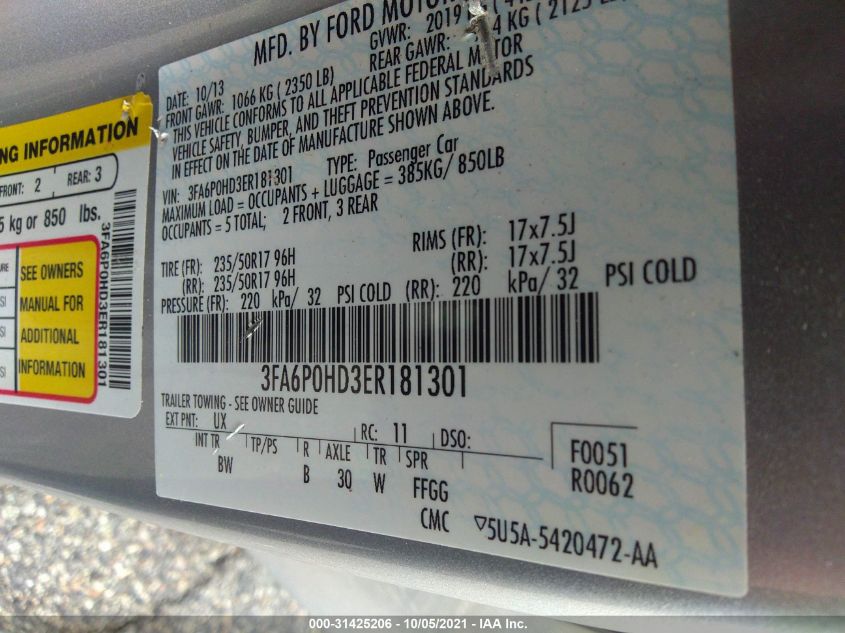 MFD. BY FORD MOTOR
GVWR: 2019
DATE: 10/13
FRONT GAWR: 1066 KG ( 2350 LB)
REAR GAWR: 4 KG ( 2125
THIS VEHICLE CONFORMS TO ALL APPLICABLE FEDERAL MOTOR
VEHICLE SAFETY, BUMPER, AND THEFT PREVENTION STANDARDS
IN EFFECT ON THE DATE OF MANUFACTURE SHOWN ABOVE.
VIN: 3FA6P0HD3ER181301
TYPE: Passenger Car
MAXIMUM LOAD = OCCUPANTS + LUGGAGE = 385KG/ 850LB
OCCUPANTS = 5 TOTAL; 2 FRONT, 3 REAR
TIRE (FR): 235/50R17 96H RIMS (FR): 17x7.5J
(RR): 235/50R17 96H (RR): 17x7.5J
PRESSURE (FR): 220 kPa/ 32 PSI COLD (RR): 220 kPa/ 32 PSI COLD
3FA6P0HD3ER181301
TRAILER TOWING - SEE OWNER GUIDE
EXT PNT: UX RC: 11 DSO:
INT TR TP/PS R AXLE TR SPR
BW B 3Q W FFGG
CMC
F0051
R0062
▽5U5A-5420472-AA
NG INFORMATION
FRONT: 2 REAR: 3
5 kg or 850 lbs.
SEE OWNERS
MANUAL FOR
ADDITIONAL
INFORMATION
3FA6P0HD3ER181301
000-31425206 - 10/05/2021 - IAA Inc.